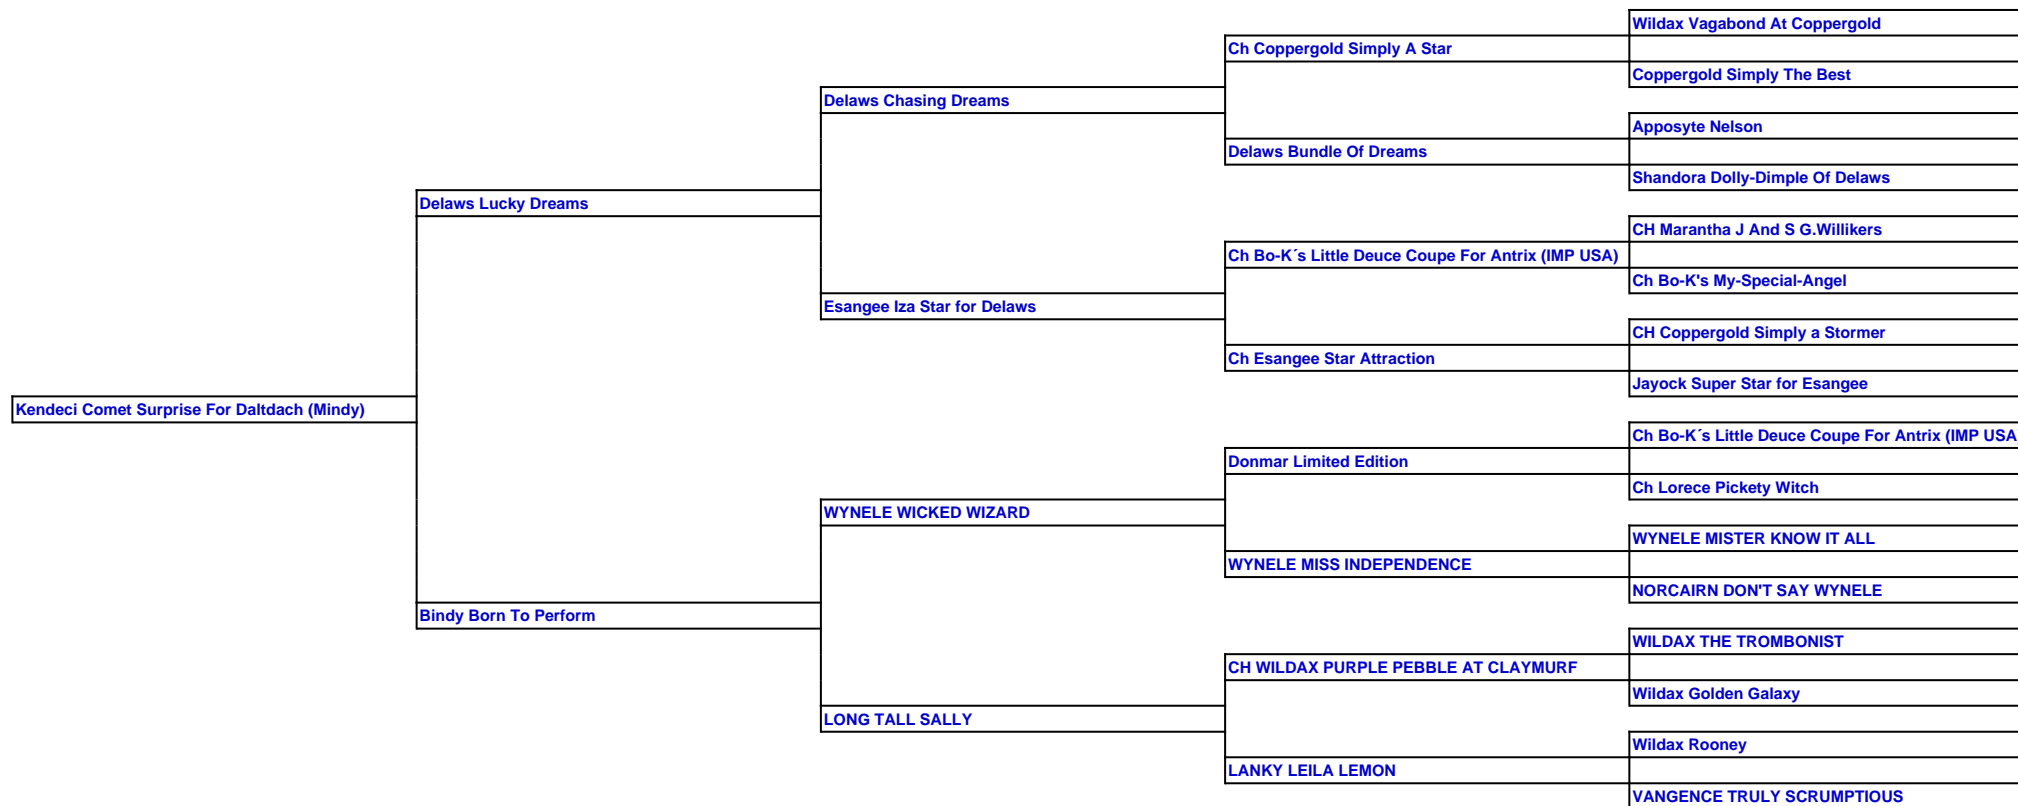 Wildax Vagabond At Coppergold
Ch Coppergold Simply A Star
Coppergold Simply The Best
Delaws Chasing Dreams
Apposyte Nelson
Delaws Bundle Of Dreams
Shandora Dolly-Dimple Of Delaws
Delaws Lucky Dreams
CH Marantha J And S G.Willikers
Ch Bo-K´s Little Deuce Coupe For Antrix (IMP USA)
Ch Bo-K's My-Special-Angel
Esangee Iza Star for Delaws
CH Coppergold Simply a Stormer
Ch Esangee Star Attraction
Jayock Super Star for Esangee
Kendeci Comet Surprise For Daltdach (Mindy)
Ch Bo-K´s Little Deuce Coupe For Antrix (IMP USA
Donmar Limited Edition
Ch Lorece Pickety Witch
WYNELE WICKED WIZARD
WYNELE MISTER KNOW IT ALL
WYNELE MISS INDEPENDENCE
NORCAIRN DON'T SAY WYNELE
Bindy Born To Perform
WILDAX THE TROMBONIST
CH WILDAX PURPLE PEBBLE AT CLAYMURF
Wildax Golden Galaxy
LONG TALL SALLY
Wildax Rooney
LANKY LEILA LEMON
VANGENCE TRULY SCRUMPTIOUS